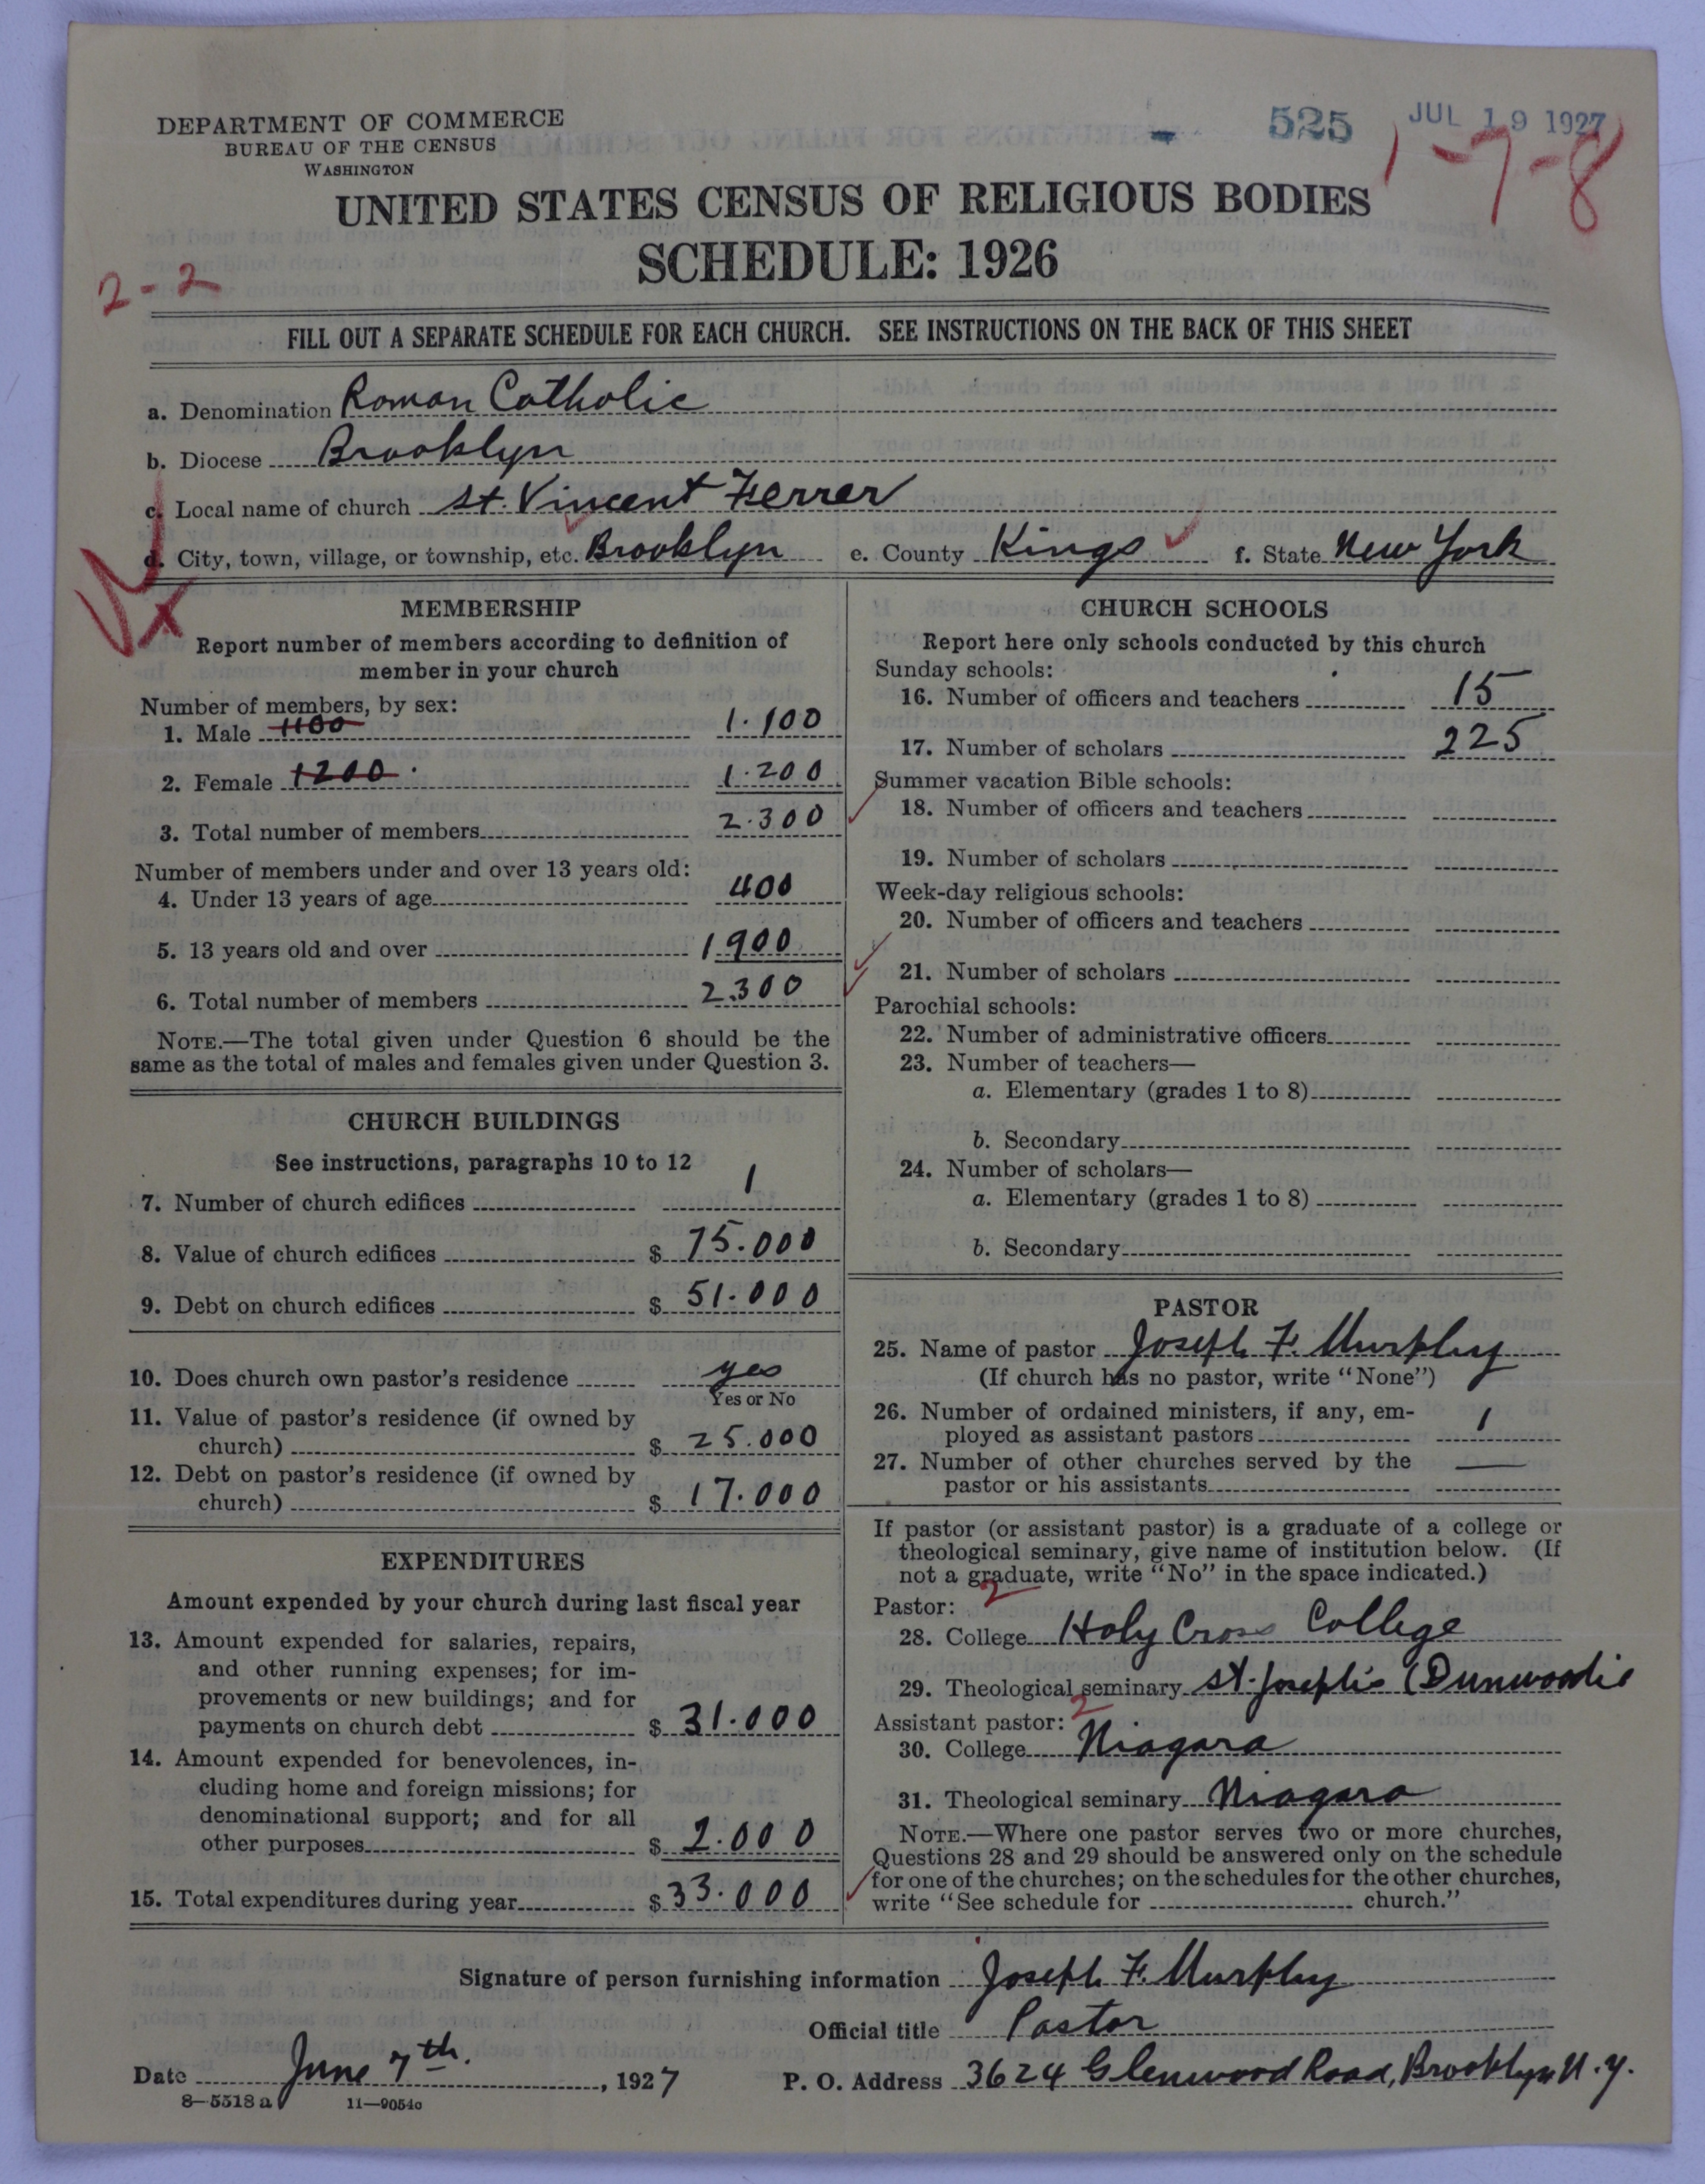 DEPARTMENT OF COMMERCE
BUREAU OF THE CENSUS
WASHINGTON
525 JUL 19 1927
1-7-8
UNITED STATES CENSUS OF RELIGIOUS BODIES
SCHEDULE: 1926
2-2
FILL OUT A SEPARATE SCHEDULE FOR EACH CHURCH. SEE INSTRUCTIONS ON THE BACK OF THIS SHEET
a. Denomination Roman Catholic
b. Diocese Brooklyn
c. Local name of church St. Vincent Ferrer
d. City, town, village, or township, etc. Brooklyn e. County Kings f. State New York
MEMBERSHIP
Report number of members according to definition of
member in your church
Number of members, by sex:
1. Male 1100 1.100
2. Female 1200 1.200
3. Total number of members 2.300
Number of members under and over 13 years old:
4. Under 13 years of age 400
5. 13 years old and over 1900
6. Total number of members 2.300
NOTE.—The total given under Question 6 should be the
same as the total of males and females given under Question 3.
CHURCH BUILDINGS
See instructions, paragraphs 10 to 12
7. Number of church edifices 1
8. Value of church edifices $ 75.000
9. Debt on church edifices $ 51.000
10. Does church own pastor's residence yes
Yes or No
11. Value of pastor's residence (if owned by
church) $ 25.000
12. Debt on pastor's residence (if owned by
church) $ 17.000
EXPENDITURES
Amount expended by your church during last fiscal year
13. Amount expended for salaries, repairs,
and other running expenses; for im-
provements or new buildings; and for
payments on church debt $ 31.000
14. Amount expended for benevolences, in-
cluding home and foreign missions; for
denominational support; and for all
other purposes $ 2.000
15. Total expenditures during year $ 33.000
CHURCH SCHOOLS
Report here only schools conducted by this church
Sunday schools:
16. Number of officers and teachers 15
17. Number of scholars 225
Summer vacation Bible schools:
18. Number of officers and teachers
19. Number of scholars
Week-day religious schools:
20. Number of officers and teachers
21. Number of scholars
Parochial schools:
22. Number of administrative officers
23. Number of teachers—
a. Elementary (grades 1 to 8)
b. Secondary
24. Number of scholars—
a. Elementary (grades 1 to 8)
b. Secondary
PASTOR
25. Name of pastor Joseph F. Murphy
(If church has no pastor, write "None")
26. Number of ordained ministers, if any, em-
ployed as assistant pastors 1
27. Number of other churches served by the
pastor or his assistants —
If pastor (or assistant pastor) is a graduate of a college or
theological seminary, give name of institution below. (If
not a graduate, write "No" in the space indicated.)
Pastor: 2
28. College Holy Cross College
29. Theological seminary St. Joseph's (Dunwoodie
Assistant pastor: 2
30. College Niagara
31. Theological seminary Niagara
NOTE.—Where one pastor serves two or more churches,
Questions 28 and 29 should be answered only on the schedule
for one of the churches; on the schedules for the other churches,
write "See schedule for church."
Signature of person furnishing information Joseph F. Murphy
Official title Pastor
Date June 7th. , 1927 P. O. Address 3624 Glenwood Road, Brooklyn N.Y.
8—5318a 11—9054c